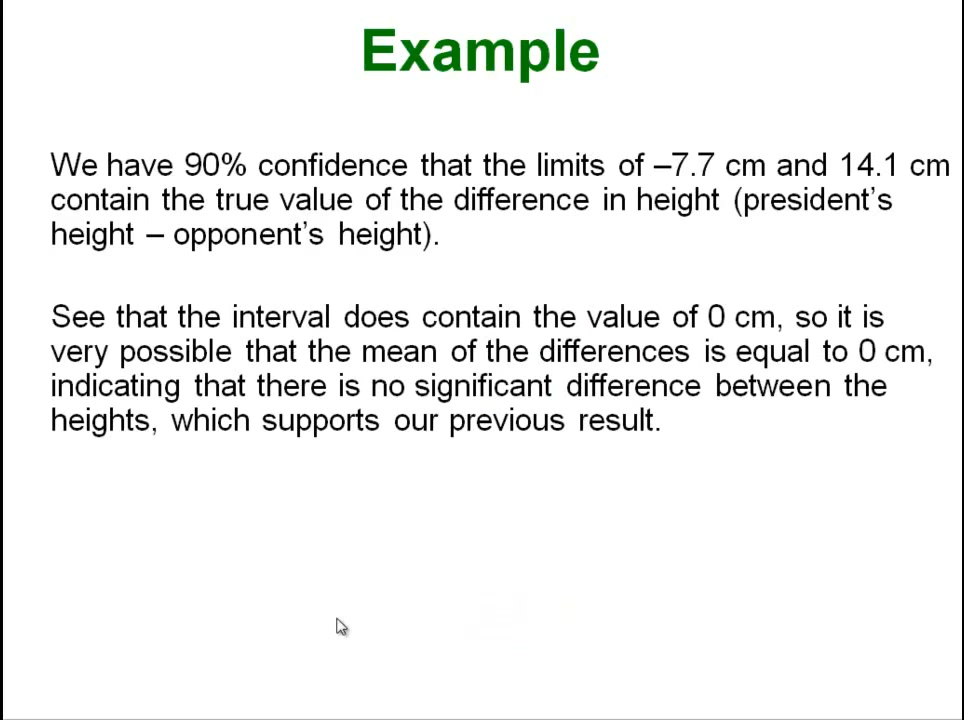 Example
We have 90% confidence that the limits of –7.7 cm and 14.1 cm
contain the true value of the difference in height (president’s
height – opponent’s height).
See that the interval does contain the value of 0 cm, so it is
very possible that the mean of the differences is equal to 0 cm,
indicating that there is no significant difference between the
heights, which supports our previous result.